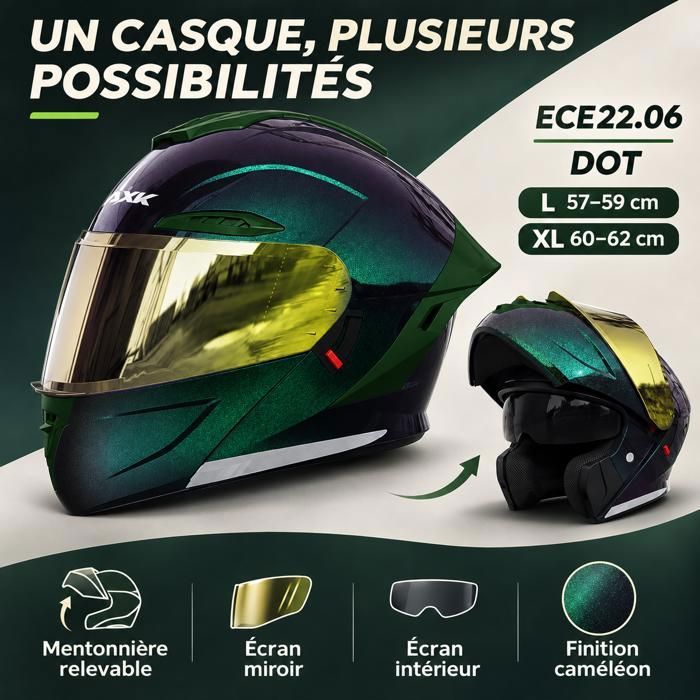 UN CASQUE, PLUSIEURS
POSSIBILITÉS
ECE22.06
DOT
L 57–59 cm
XL 60–62 cm
AXK
Mentonnière
relevable
Écran
miroir
Écran
intérieur
Finition
caméléon